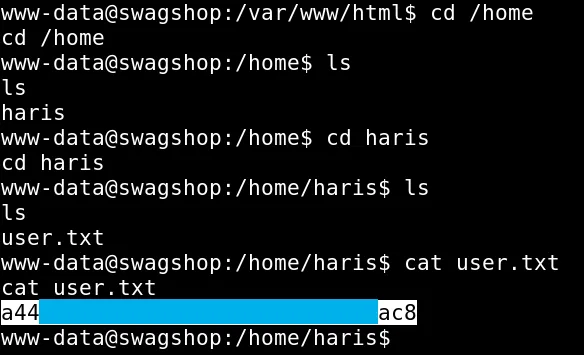 www-data@swagshop:/var/www/html$ cd /home
cd /home
www-data@swagshop:/home$ ls
ls
haris
www-data@swagshop:/home$ cd haris
cd haris
www-data@swagshop:/home/haris$ ls
ls
user.txt
www-data@swagshop:/home/haris$ cat user.txt
cat user.txt
a44 ac8
www-data@swagshop:/home/haris$